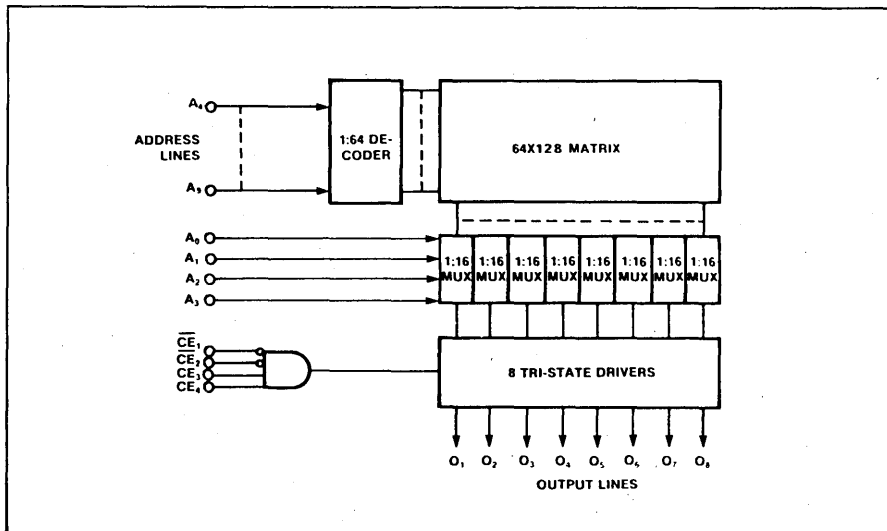 A₄
ADDRESS
LINES
A₉
1:64 DE-
CODER
64X128 MATRIX
A₀
A₁
A₂
A₃
1:16
MUX
1:16
MUX
1:16
MUX
1:16
MUX
1:16
MUX
1:16
MUX
1:16
MUX
1:16
MUX
C̅E̅₁
C̅E̅₂
CE₃
CE₄
8 TRI-STATE DRIVERS
O₁ O₂ O₃ O₄ O₅ O₆ O₇ O₈
OUTPUT LINES